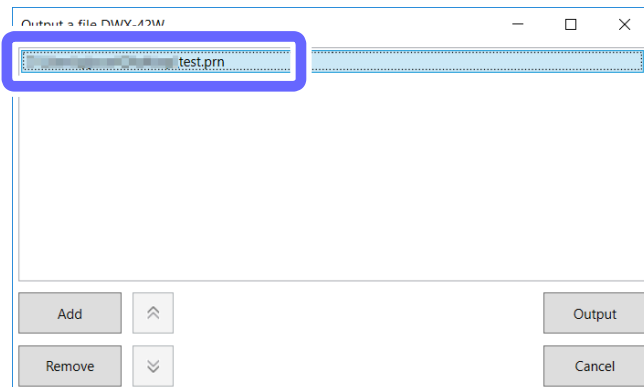 Output a file DWX-42W
test.prn
Add
Output
Remove
Cancel